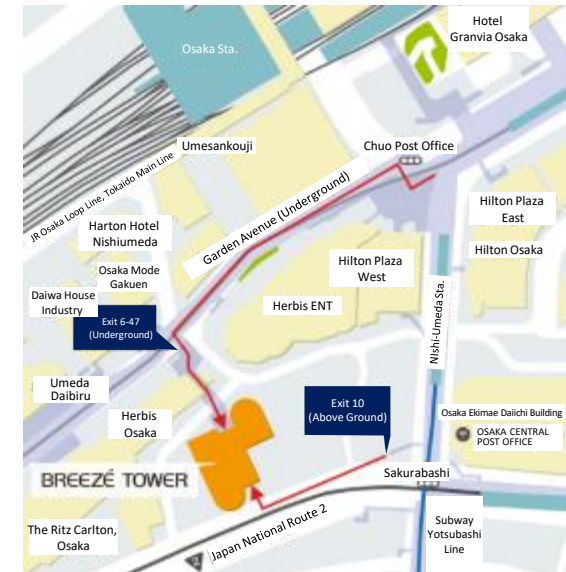 Hotel
Granvia Osaka
Osaka Sta.
Umesankouji
Chuo Post Office
JR Osaka Loop Line, Tokaido Main Line
Garden Avenue (Underground)
Hilton Plaza
East
Harton Hotel
Nishiumeda
Hilton Osaka
Hilton Plaza
West
Osaka Mode
Gakuen
Daiwa House
Industry
Herbis ENT
NIshi-Umeda Sta.
Exit 6-47
(Underground)
Umeda
Daibiru
Exit 10
(Above Ground)
Herbis
Osaka
Osaka Ekimae Daiichi Building
OSAKA CENTRAL
POST OFFICE
BREEZÉ TOWER
Sakurabashi
The Ritz Carlton,
Osaka
Japan National Route 2
2
Subway
Yotsubashi
Line